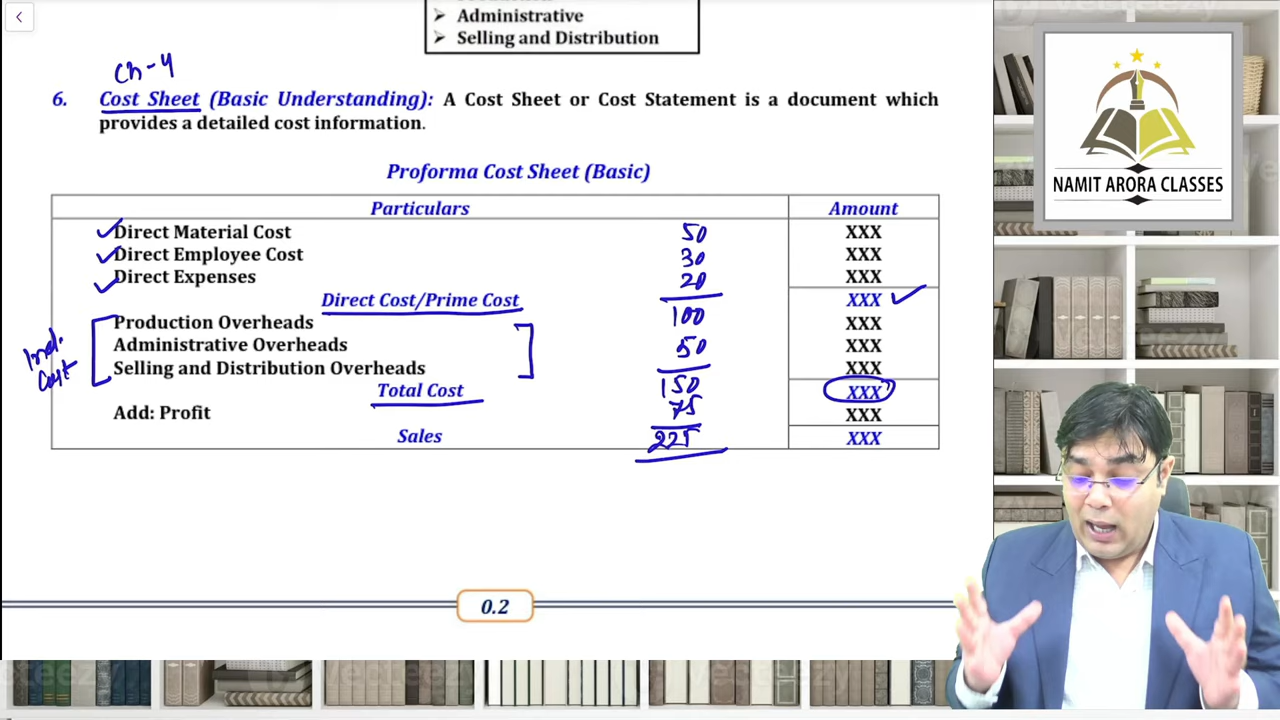 ➤ Administrative
➤ Selling and Distribution
Ch-4
6. Cost Sheet (Basic Understanding): A Cost Sheet or Cost Statement is a document which
provides a detailed cost information.
Proforma Cost Sheet (Basic)
Particulars Amount
Direct Material Cost 50 XXX
Direct Employee Cost 30 XXX
Direct Expenses 20 XXX
Direct Cost/Prime Cost 100 XXX
Production Overheads XXX
Administrative Overheads 50 XXX
Selling and Distribution Overheads XXX
Ind. Cost
Total Cost 150 XXX
Add: Profit 75 XXX
Sales 225 XXX
0.2
NAMIT ARORA CLASSES